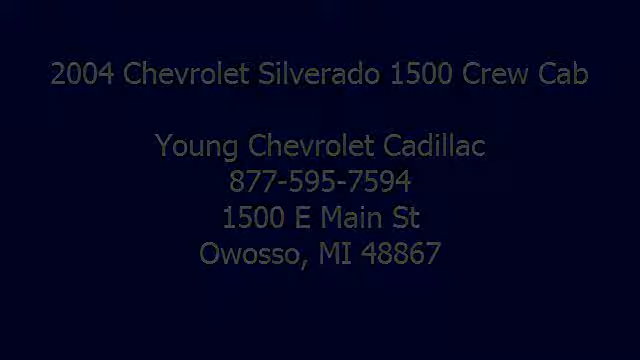 2004 Chevrolet Silverado 1500 Crew Cab
Young Chevrolet Cadillac
877-595-7594
1500 E Main St
Owosso, MI 48867